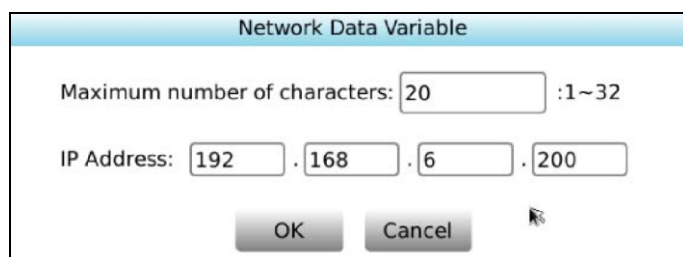 Network Data Variable
Maximum number of characters: 20 :1~32
IP Address: 192 . 168 . 6 . 200
OK Cancel